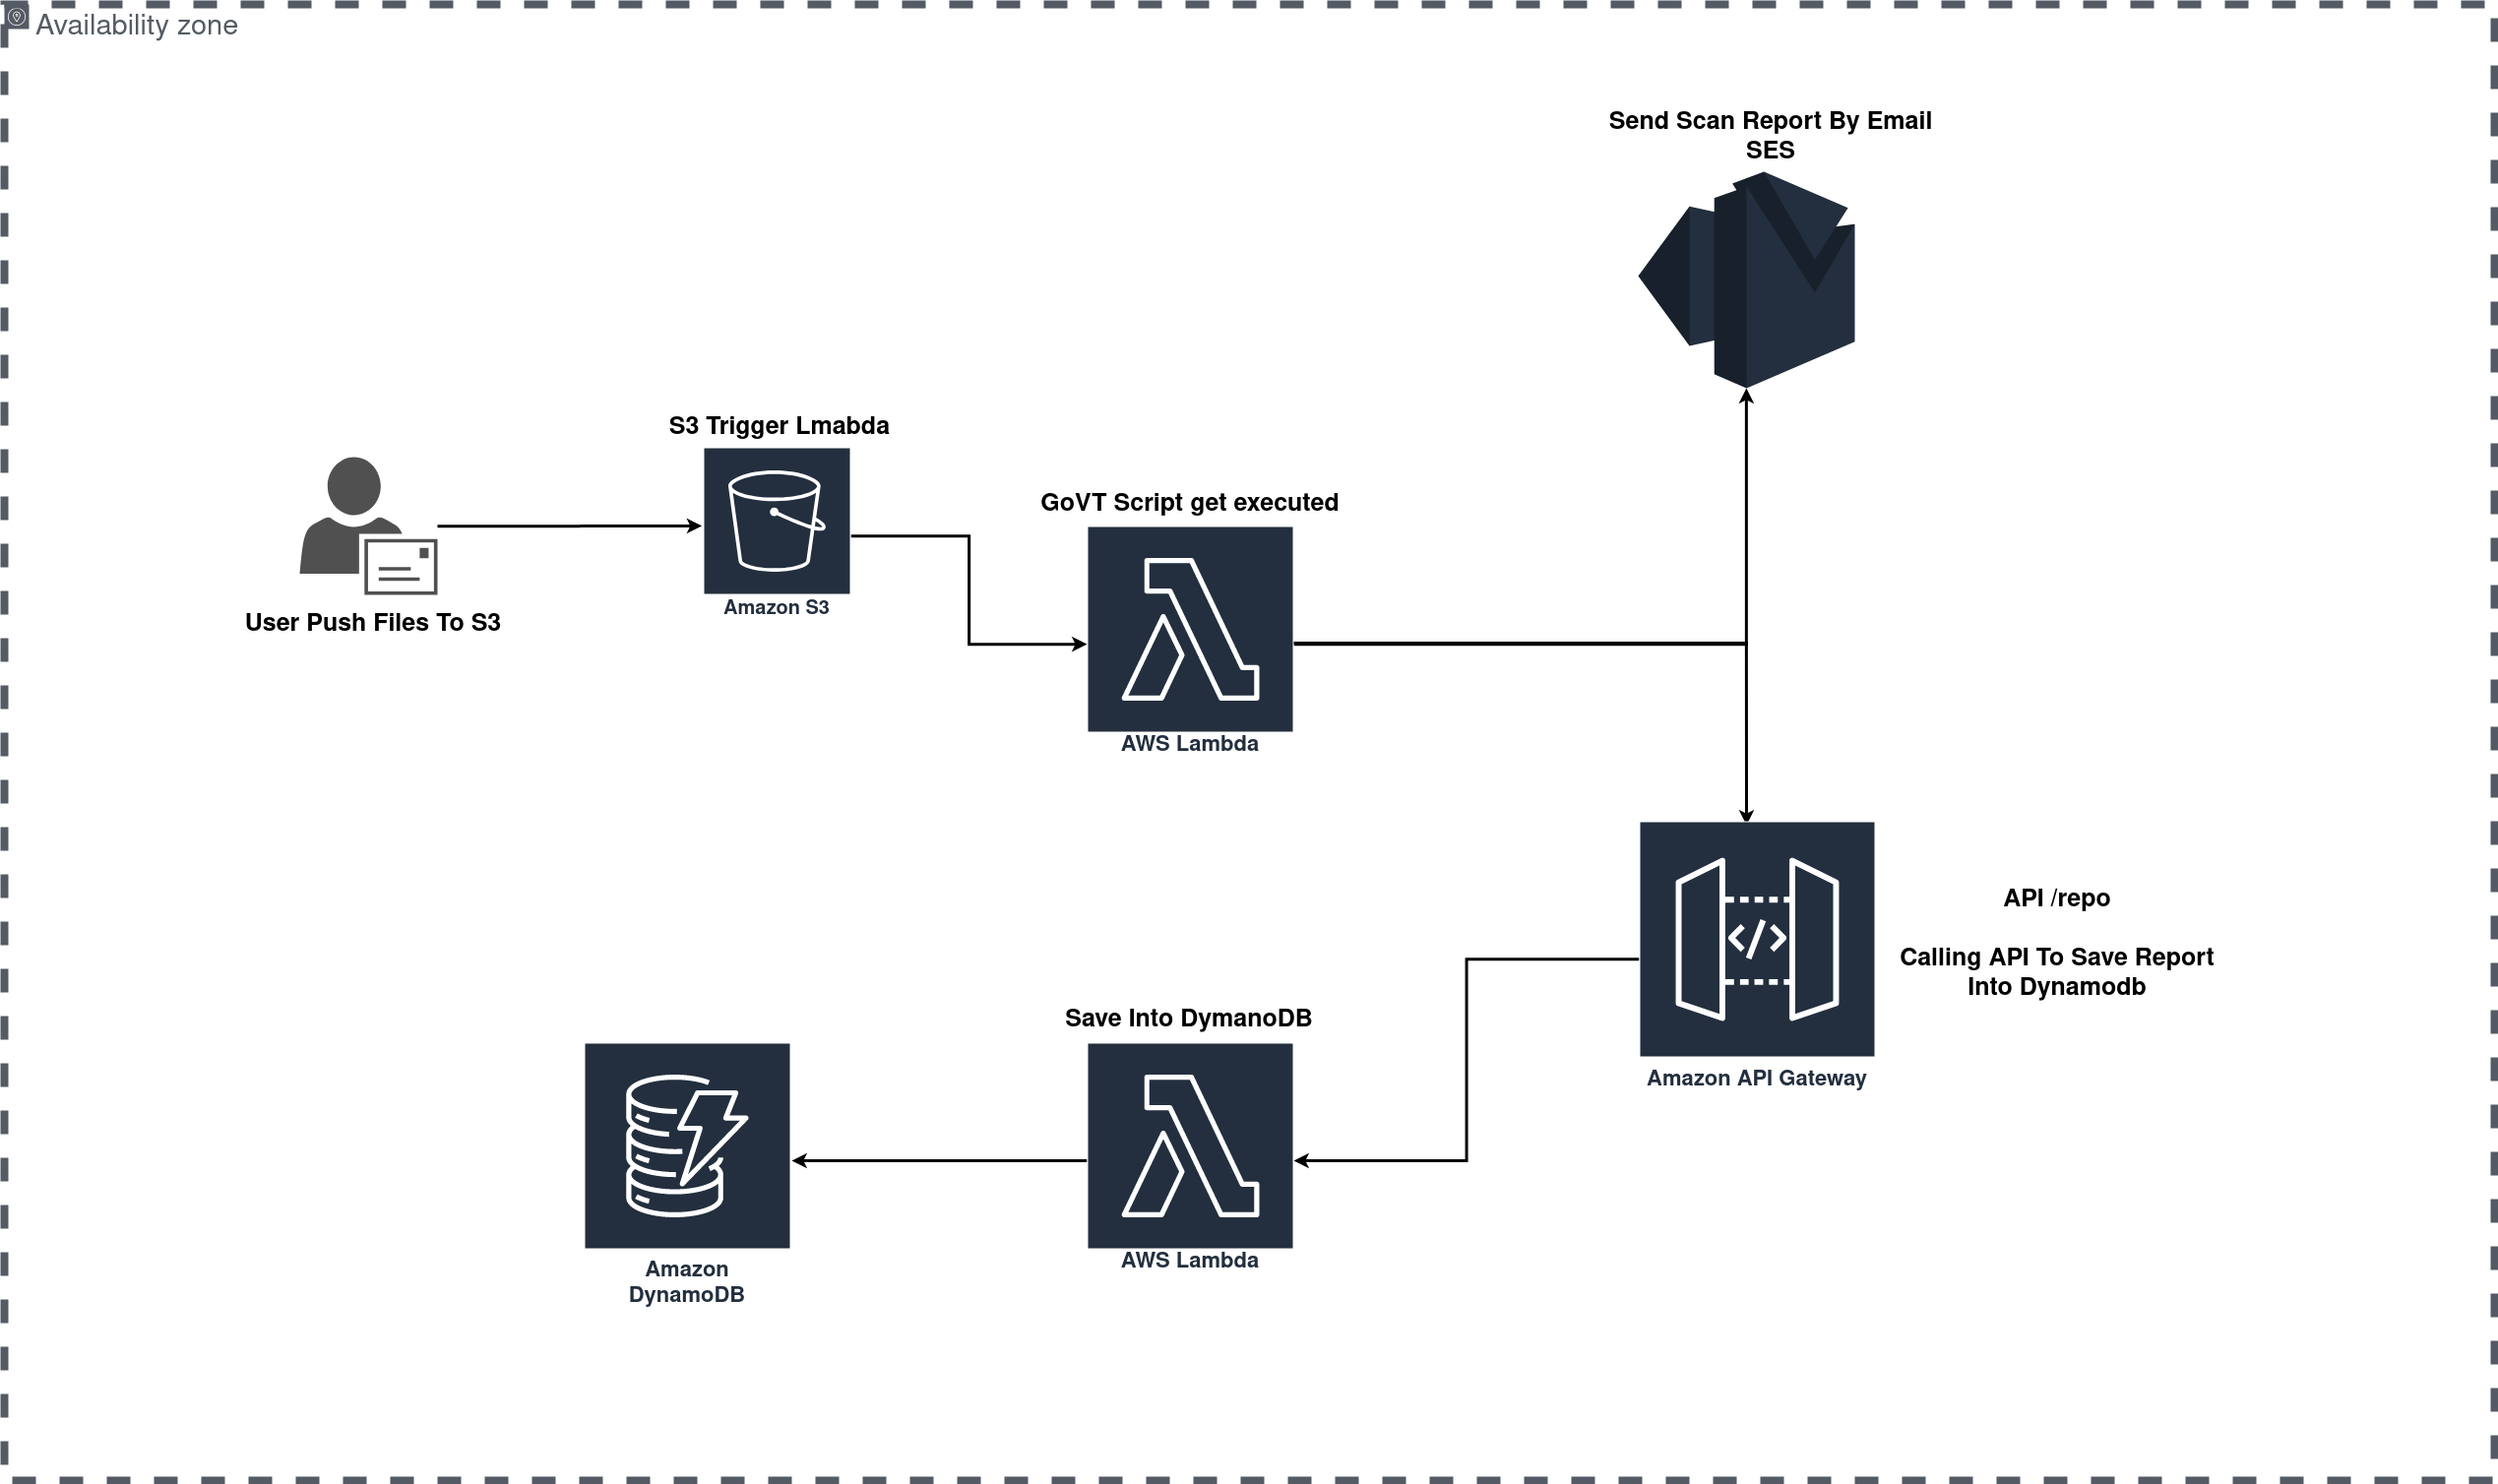 Availability zone
Send Scan Report By Email
SES
S3 Trigger Lmabda
Amazon S3
User Push Files To S3
GoVT Script get executed
AWS Lambda
API /repo
Calling API To Save Report
Into Dynamodb
Amazon API Gateway
Save Into DymanoDB
AWS Lambda
Amazon
DynamoDB